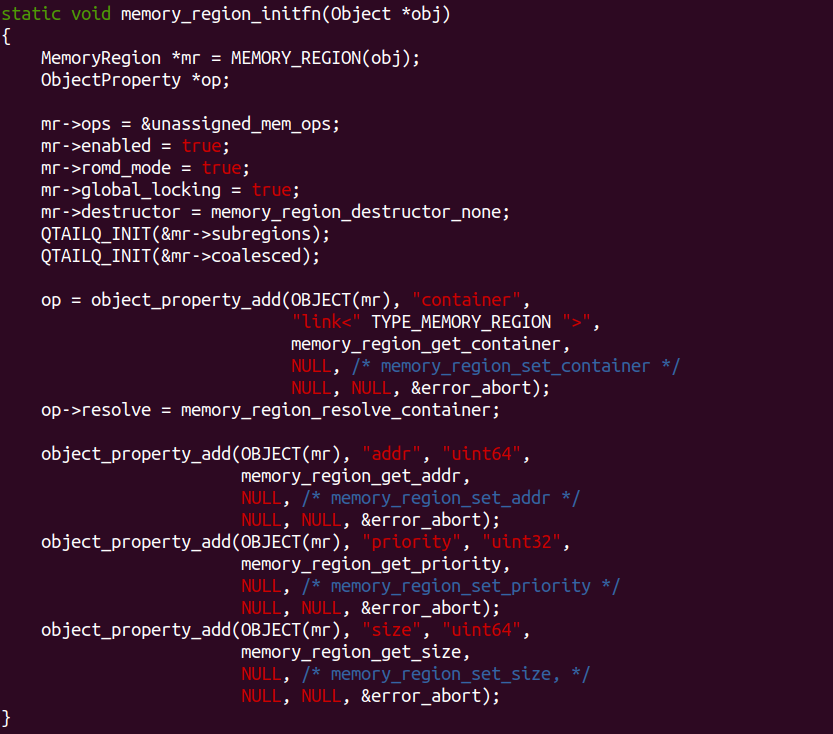 static void memory_region_initfn(Object *obj)
{
    MemoryRegion *mr = MEMORY_REGION(obj);
    ObjectProperty *op;

    mr->ops = &unassigned_mem_ops;
    mr->enabled = true;
    mr->romd_mode = true;
    mr->global_locking = true;
    mr->destructor = memory_region_destructor_none;
    QTAILQ_INIT(&mr->subregions);
    QTAILQ_INIT(&mr->coalesced);

    op = object_property_add(OBJECT(mr), "container",
                             "link<" TYPE_MEMORY_REGION ">",
                             memory_region_get_container,
                             NULL, /* memory_region_set_container */
                             NULL, NULL, &error_abort);
    op->resolve = memory_region_resolve_container;

    object_property_add(OBJECT(mr), "addr", "uint64",
                        memory_region_get_addr,
                        NULL, /* memory_region_set_addr */
                        NULL, NULL, &error_abort);
    object_property_add(OBJECT(mr), "priority", "uint32",
                        memory_region_get_priority,
                        NULL, /* memory_region_set_priority */
                        NULL, NULL, &error_abort);
    object_property_add(OBJECT(mr), "size", "uint64",
                        memory_region_get_size,
                        NULL, /* memory_region_set_size, */
                        NULL, NULL, &error_abort);
}